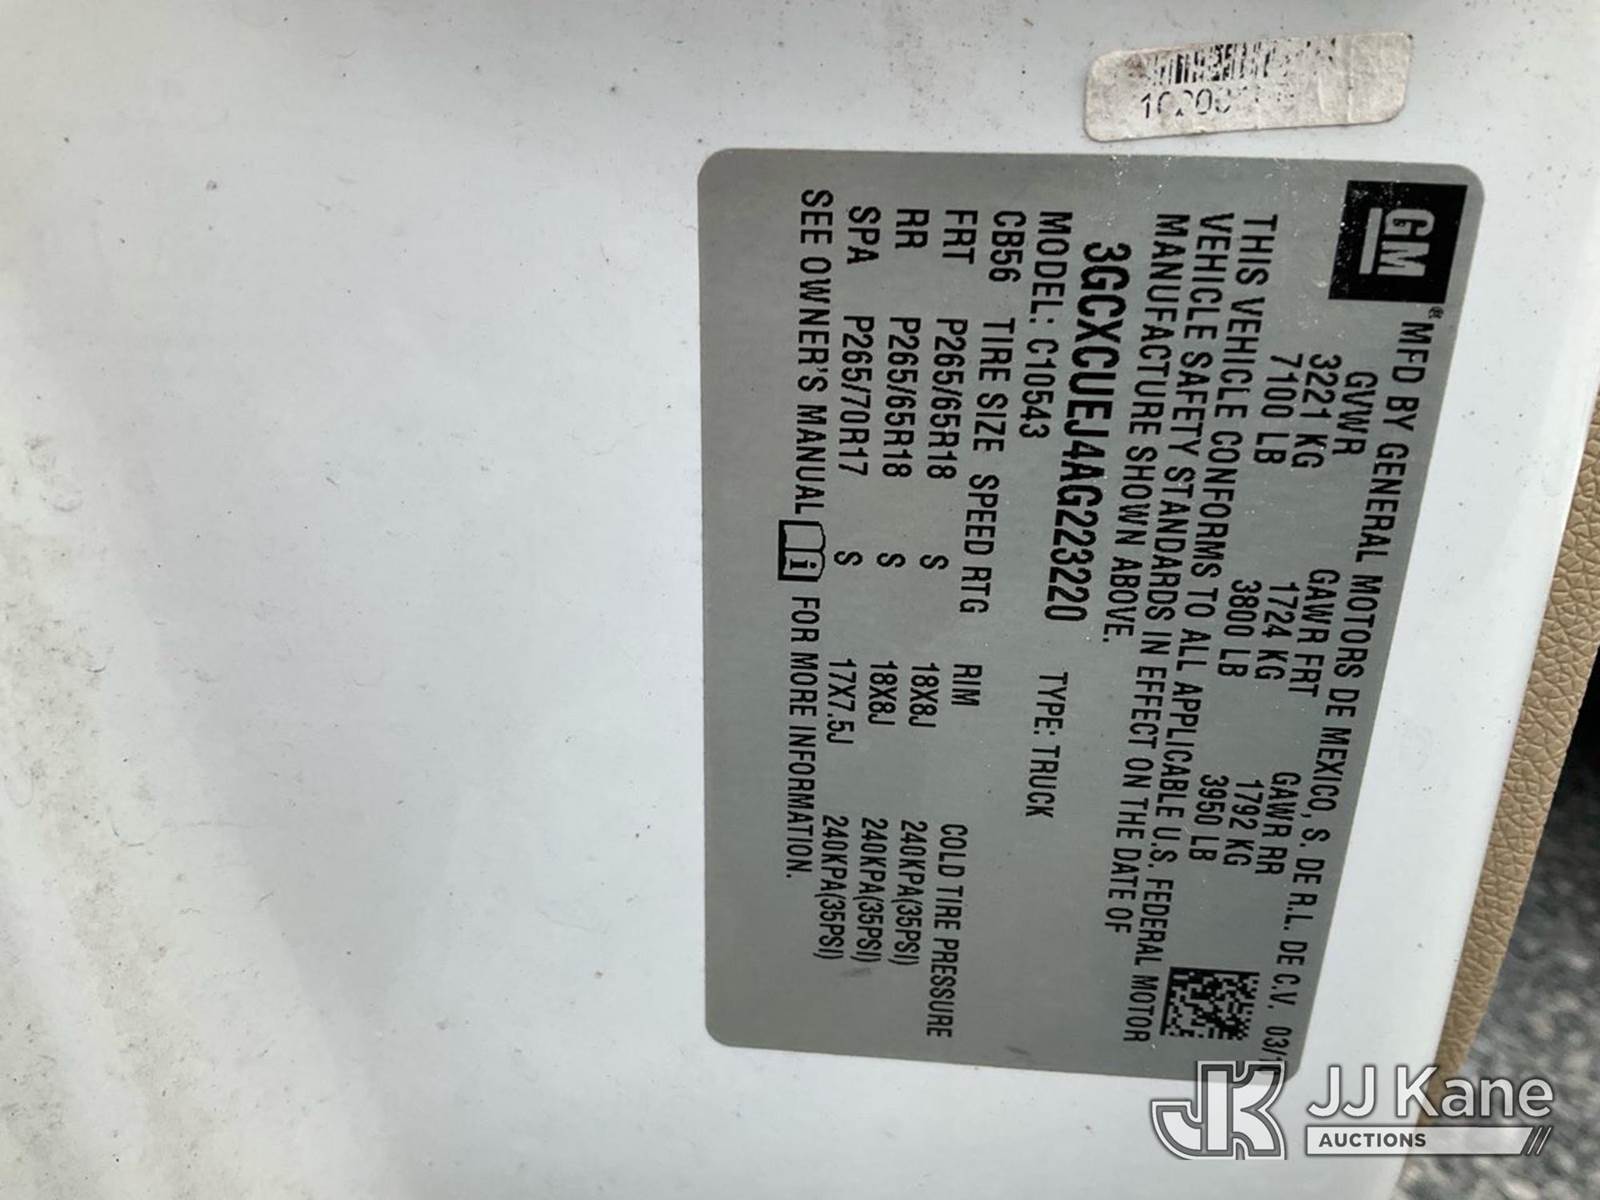 GM
® MFD BY GENERAL MOTORS DE MEXICO, S. DE R.L. DE C.V.
GVWR GAWR FRT GAWR RR
3221 KG 1724 KG 1792 KG
7100 LB 3800 LB 3950 LB
THIS VEHICLE CONFORMS TO ALL APPLICABLE U.S. FEDERAL MOTOR
VEHICLE SAFETY STANDARDS IN EFFECT ON THE DATE OF
MANUFACTURE SHOWN ABOVE.
3GCXCUEJ4AG223220 TYPE: TRUCK
MODEL: C10543
CB56 TIRE SIZE SPEED RTG RIM COLD TIRE PRESSURE
FRT P265/65R18 S 18X8J 240KPA(35PSI)
RR P265/65R18 S 18X8J 240KPA(35PSI)
SPA P265/70R17 S 17X7.5J 240KPA(35PSI)
SEE OWNER'S MANUAL i FOR MORE INFORMATION.
JK JJ Kane
AUCTIONS